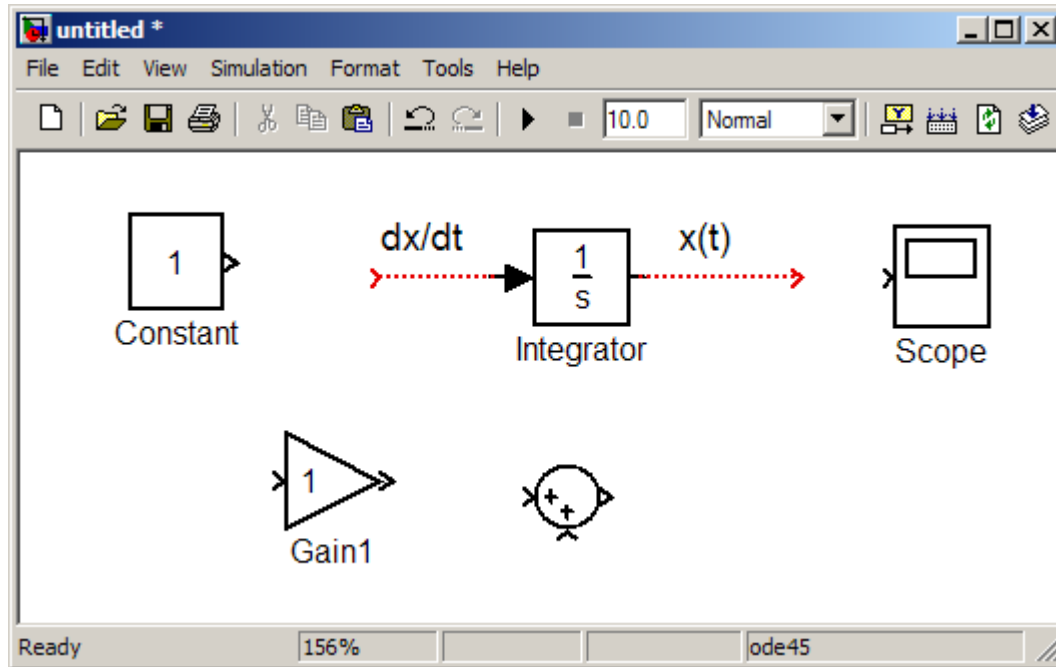 untitled *
File Edit View Simulation Format Tools Help
10.0 Normal
dx/dt x(t)
1
1
s
Constant
Integrator
Scope
1
+
+
Gain1
Ready 156% ode45